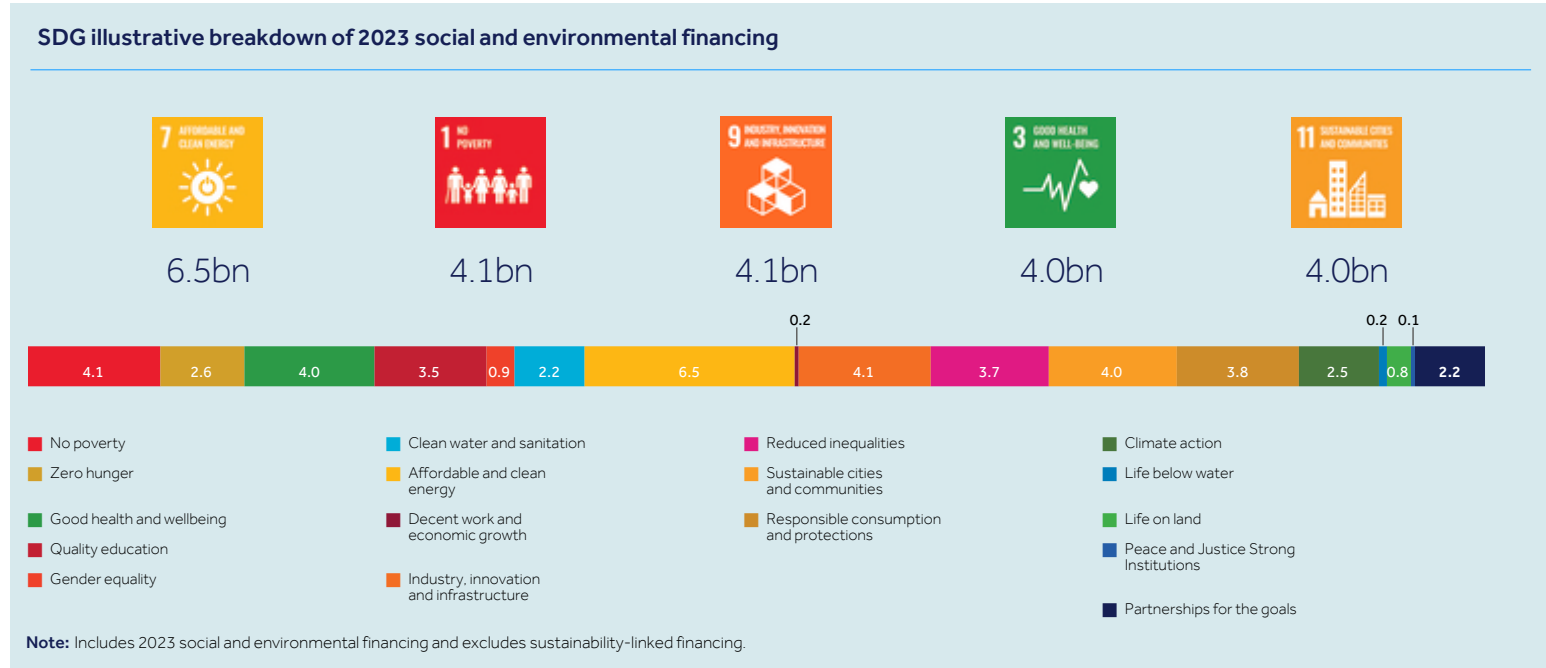 SDG illustrative breakdown of 2023 social and environmental financing
7 AFFORDABLE AND
CLEAN ENERGY
1 NO
POVERTY
9 INDUSTRY, INNOVATION
AND INFRASTRUCTURE
3 GOOD HEALTH
AND WELL-BEING
11 SUSTAINABLE CITIES
AND COMMUNITIES
6.5bn
4.1bn
4.1bn
4.0bn
4.0bn
0.2
0.2
0.1
4.1
2.6
4.0
3.5
0.9
2.2
6.5
4.1
3.7
4.0
3.8
2.5
0.8
2.2
No poverty
Zero hunger
Good health and wellbeing
Quality education
Gender equality
Clean water and sanitation
Affordable and clean
energy
Decent work and
economic growth
Industry, innovation
and infrastructure
Reduced inequalities
Sustainable cities
and communities
Responsible consumption
and protections
Climate action
Life below water
Life on land
Peace and Justice Strong
Institutions
Partnerships for the goals
Note: Includes 2023 social and environmental financing and excludes sustainability-linked financing.